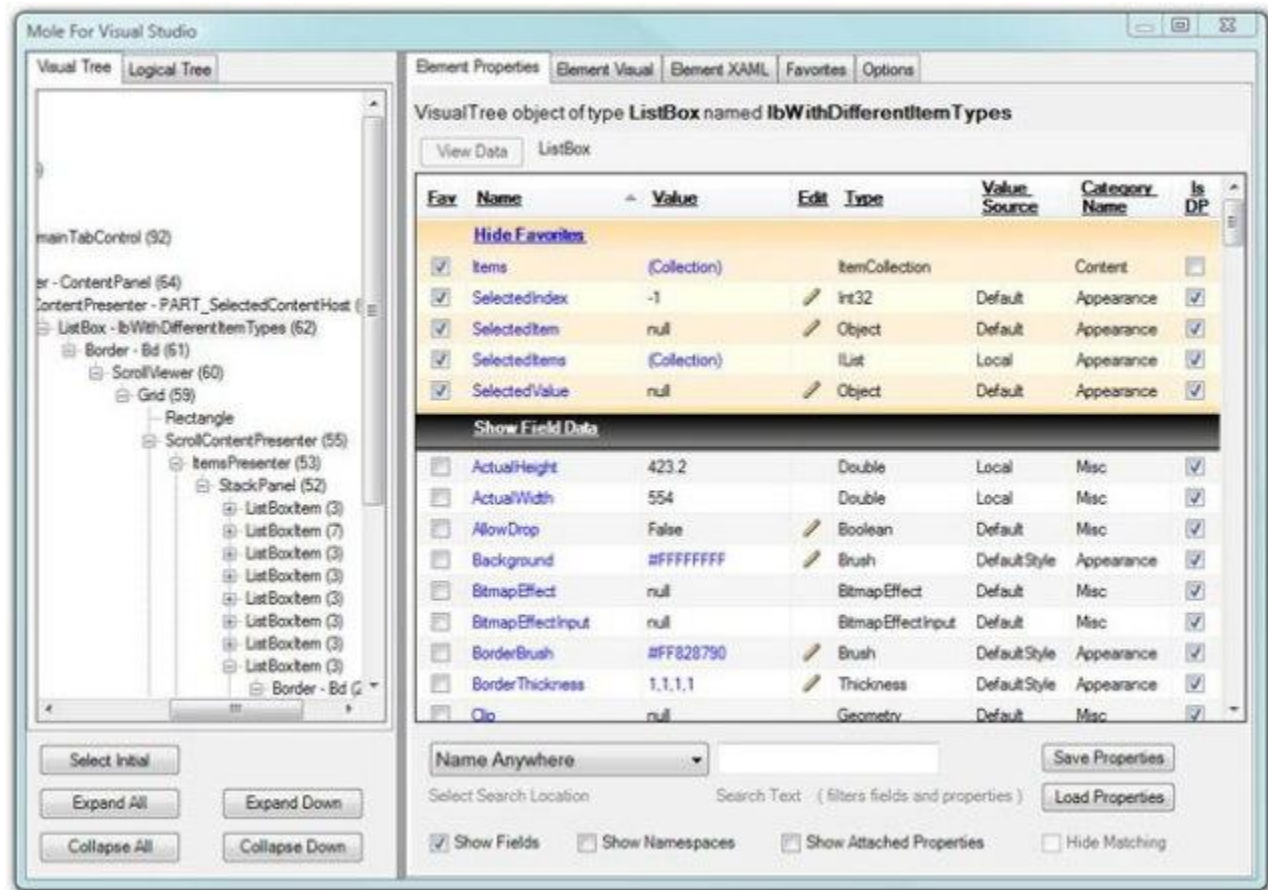 Mole For Visual Studio
Visual Tree Logical Tree
mainTabControl (92)
er - ContentPanel (64)
ContentPresenter - PART_SelectedContentHost (
ListBox - lbWithDifferentItemTypes (62)
Border - Bd (61)
ScrollViewer (60)
Grid (59)
Rectangle
ScrollContentPresenter (55)
ItemsPresenter (53)
StackPanel (52)
ListBoxItem (3)
ListBoxItem (7)
ListBoxItem (3)
ListBoxItem (3)
ListBoxItem (3)
ListBoxItem (3)
ListBoxItem (3)
ListBoxItem (3)
Border - Bd (2
Select Initial
Expand All Expand Down
Collapse All Collapse Down
Element Properties Element Visual Element XAML Favorites Options
VisualTree object of type ListBox named lbWithDifferentItemTypes
View Data ListBox
Fav Name Value Edit Type Value Source Category Name Is DP
Hide Favorites
Items (Collection) ItemCollection Content
SelectedIndex -1 Int32 Default Appearance
SelectedItem null Object Default Appearance
SelectedItems (Collection) IList Local Appearance
SelectedValue null Object Default Appearance
Show Field Data
ActualHeight 423.2 Double Local Misc
ActualWidth 554 Double Local Misc
AllowDrop False Boolean Default Misc
Background #FFFFFFFF Brush DefaultStyle Appearance
BitmapEffect null BitmapEffect Default Misc
BitmapEffectInput null BitmapEffectInput Default Misc
BorderBrush #FF828790 Brush DefaultStyle Appearance
BorderThickness 1,1,1,1 Thickness DefaultStyle Appearance
Clip null Geometry Default Misc
Name Anywhere Save Properties
Select Search Location Search Text ( filters fields and properties ) Load Properties
Show Fields Show Namespaces Show Attached Properties Hide Matching